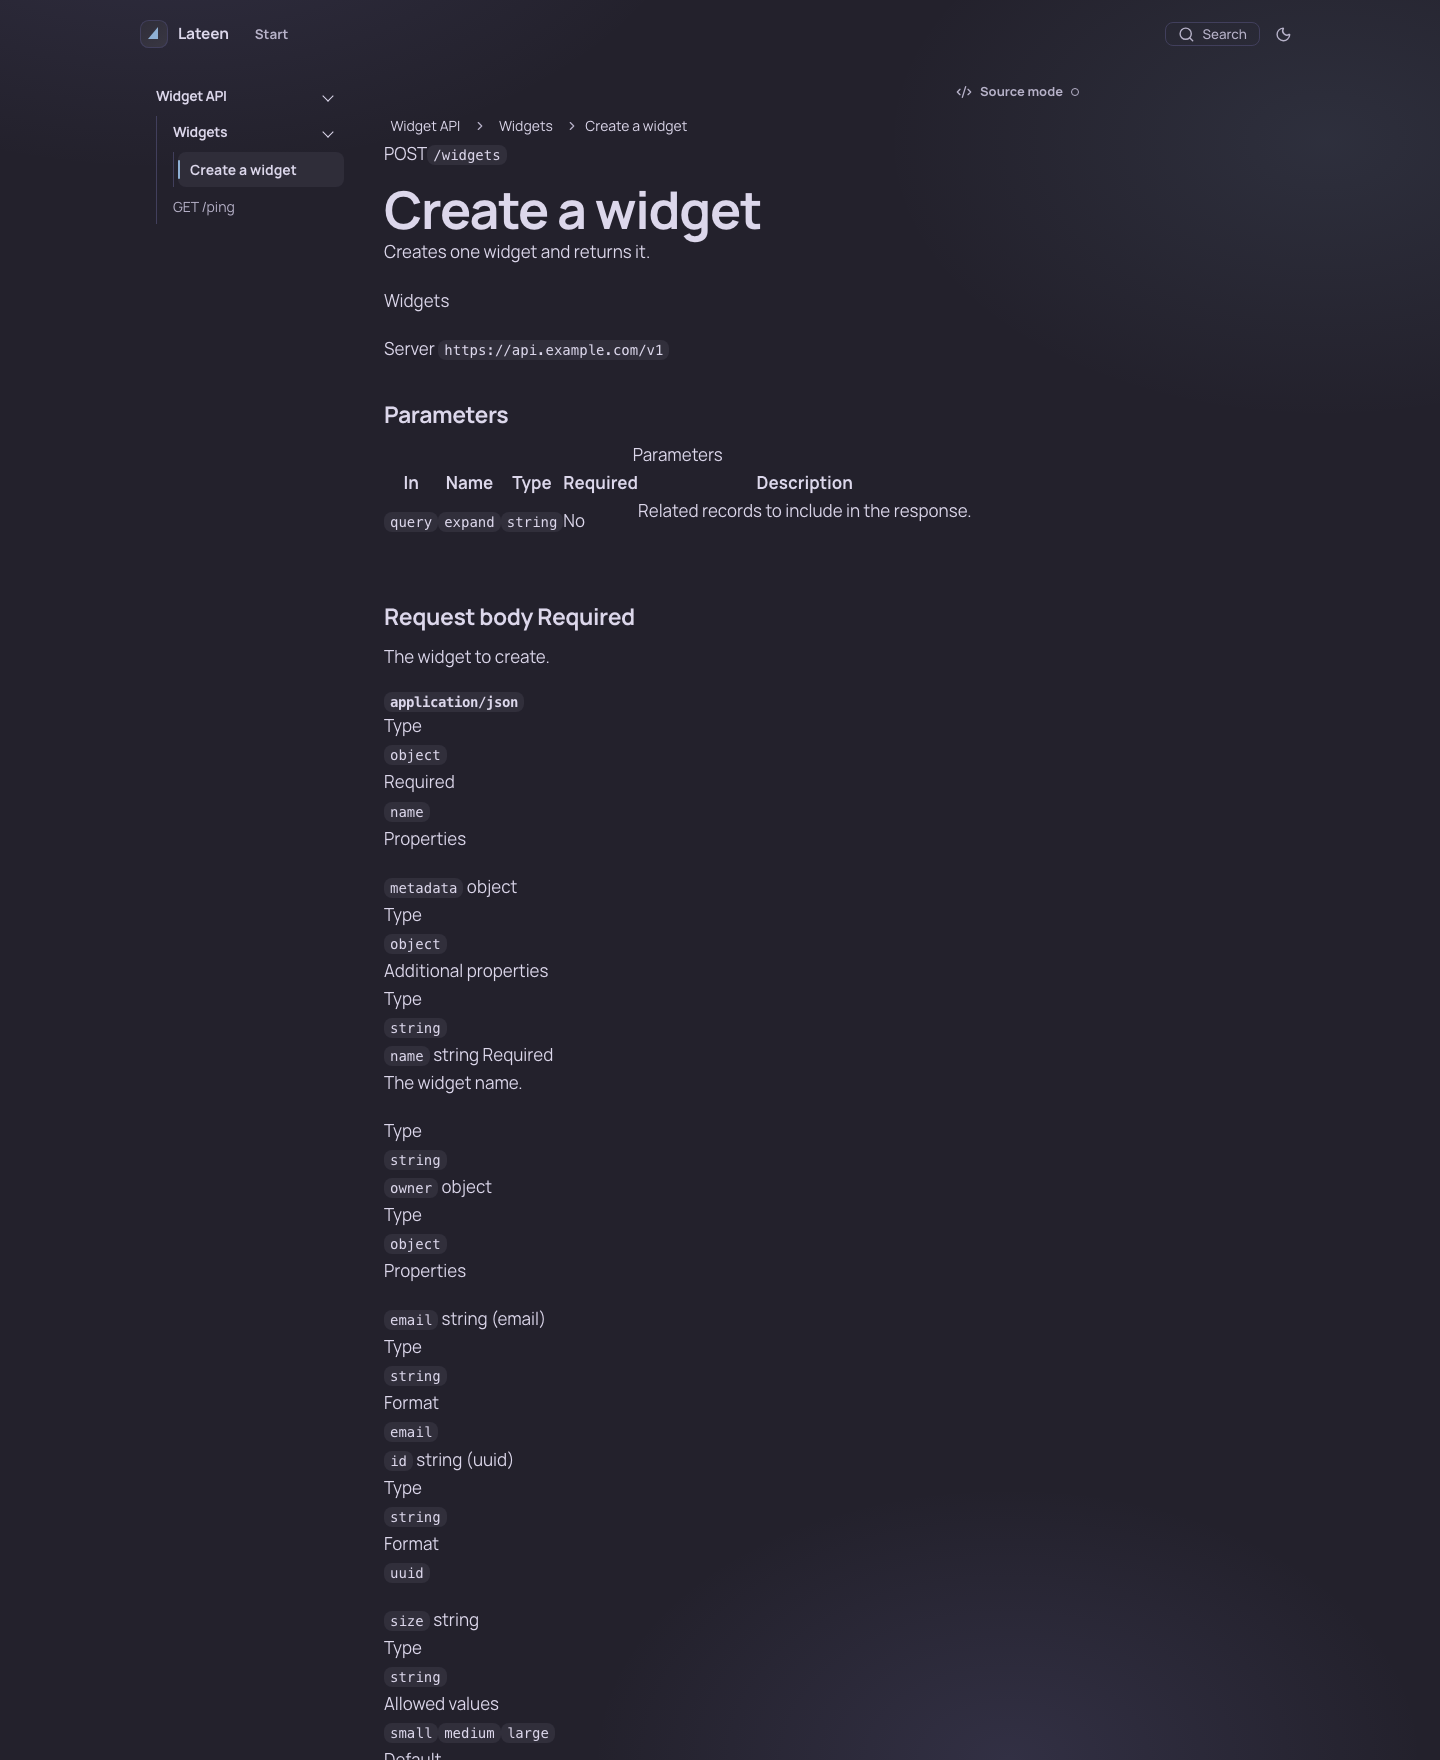 Lateen Start Search
Widget API
Widgets
Create a widget
GET /ping
Source mode
Widget API > Widgets > Create a widget
POST /widgets
Create a widget
Creates one widget and returns it.
Widgets
Server https://api.example.com/v1
Parameters
Parameters
In Name Type Required Description
query expand string No Related records to include in the response.
Request body Required
The widget to create.
application/json
Type
object
Required
name
Properties
metadata object
Type
object
Additional properties
Type
string
name string Required
The widget name.
Type
string
owner object
Type
object
Properties
email string (email)
Type
string
Format
email
id string (uuid)
Type
string
Format
uuid
size string
Type
string
Allowed values
small medium large
Default